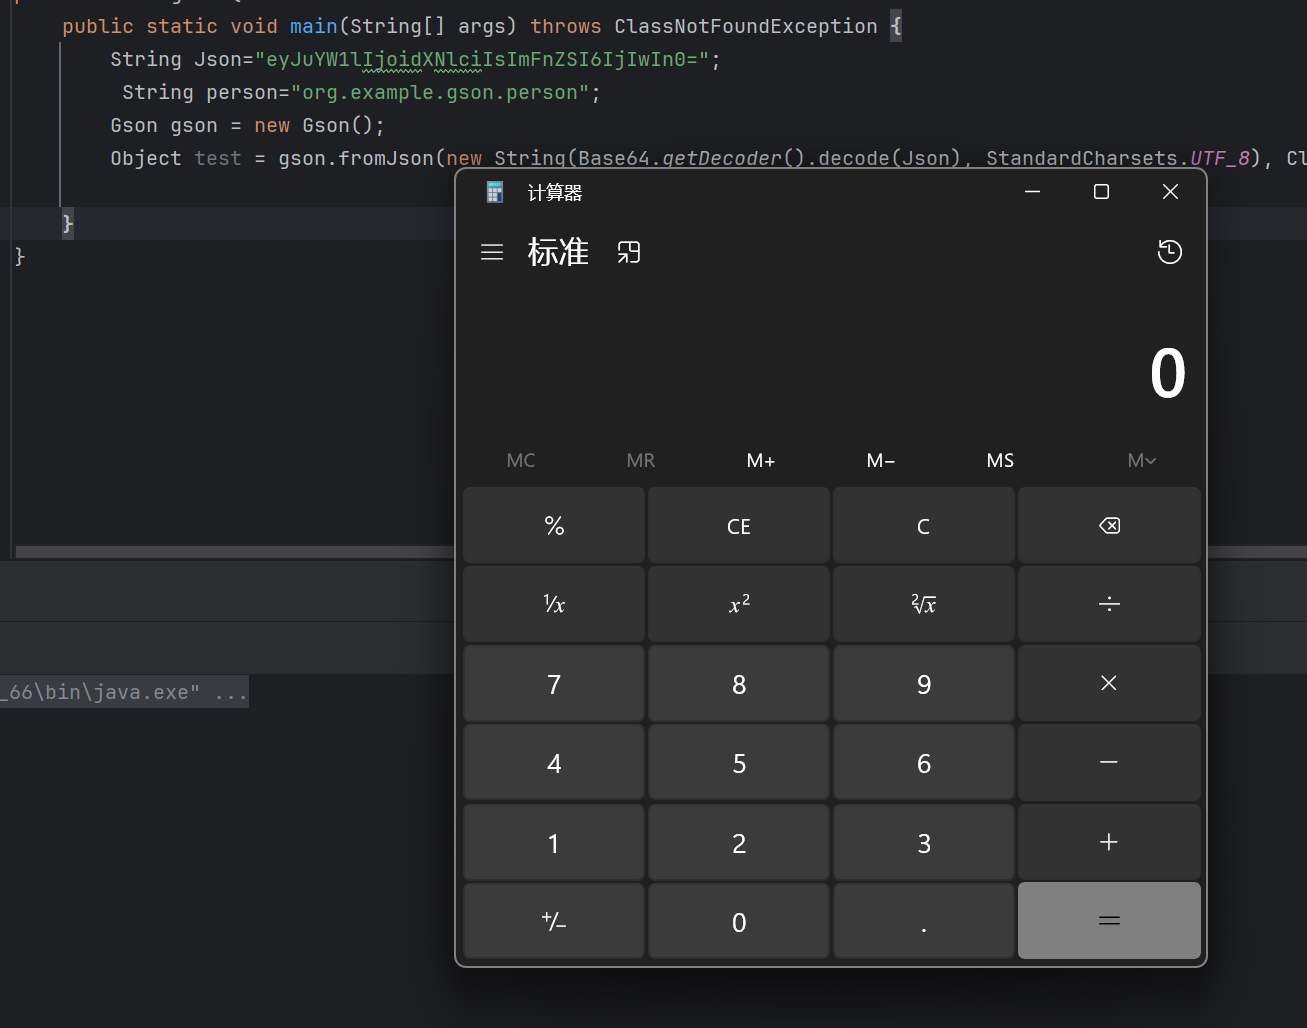 public static void main(String[] args) throws ClassNotFoundException {
String Json="eyJuYW1lIjoidXNlciIsImFnZSI6IjIwIn0=";
String person="org.example.gson.person";
Gson gson = new Gson();
Object test = gson.fromJson(new String(Base64.getDecoder().decode(Json), StandardCharsets.UTF_8), Cl
}
}
计算器
标准
0
MC MR M+ M− MS M
% CE C
¹/x x² ²√x ÷
7 8 9 ×
4 5 6 −
1 2 3 +
+/− 0 . =
_66\bin\java.exe" ...